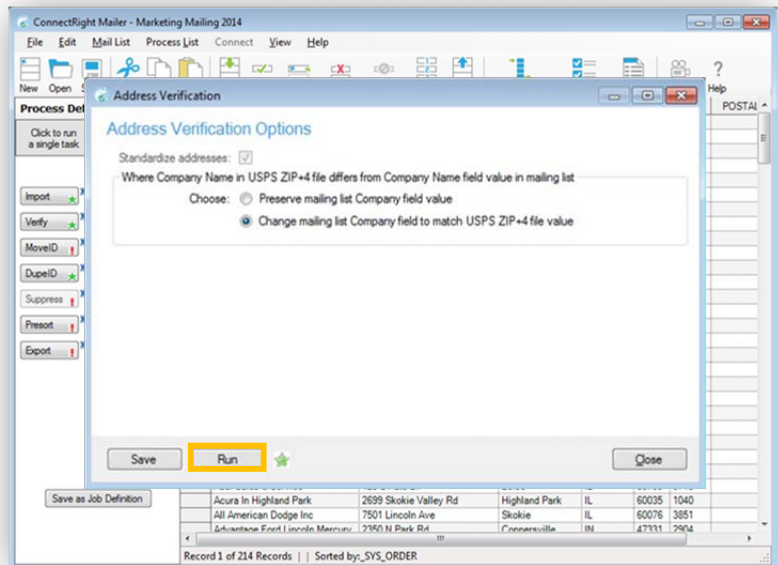 ConnectRight Mailer - Marketing Mailing 2014
File Edit Mail List Process List Connect View Help
New Open Help
Process Def
POSTAL
Click to run
a single task
Import
Verify
MoveID
DupeID
Suppress
Presort
Export
Save as Job Definition
Address Verification
Address Verification Options
Standardize addresses:
Where Company Name in USPS ZIP+4 file differs from Company Name field value in mailing list
Choose: Preserve mailing list Company field value
Change mailing list Company field to match USPS ZIP+4 file value
Save Run Close
Acura In Highland Park 2699 Skokie Valley Rd Highland Park IL 60035 1040
All American Dodge Inc 7501 Lincoln Ave Skokie IL 60076 3851
Advantage Ford Lincoln Mercury 2350 N Park Rd Connersville IN 47331 2904
Record 1 of 214 Records | | Sorted by:_SYS_ORDER